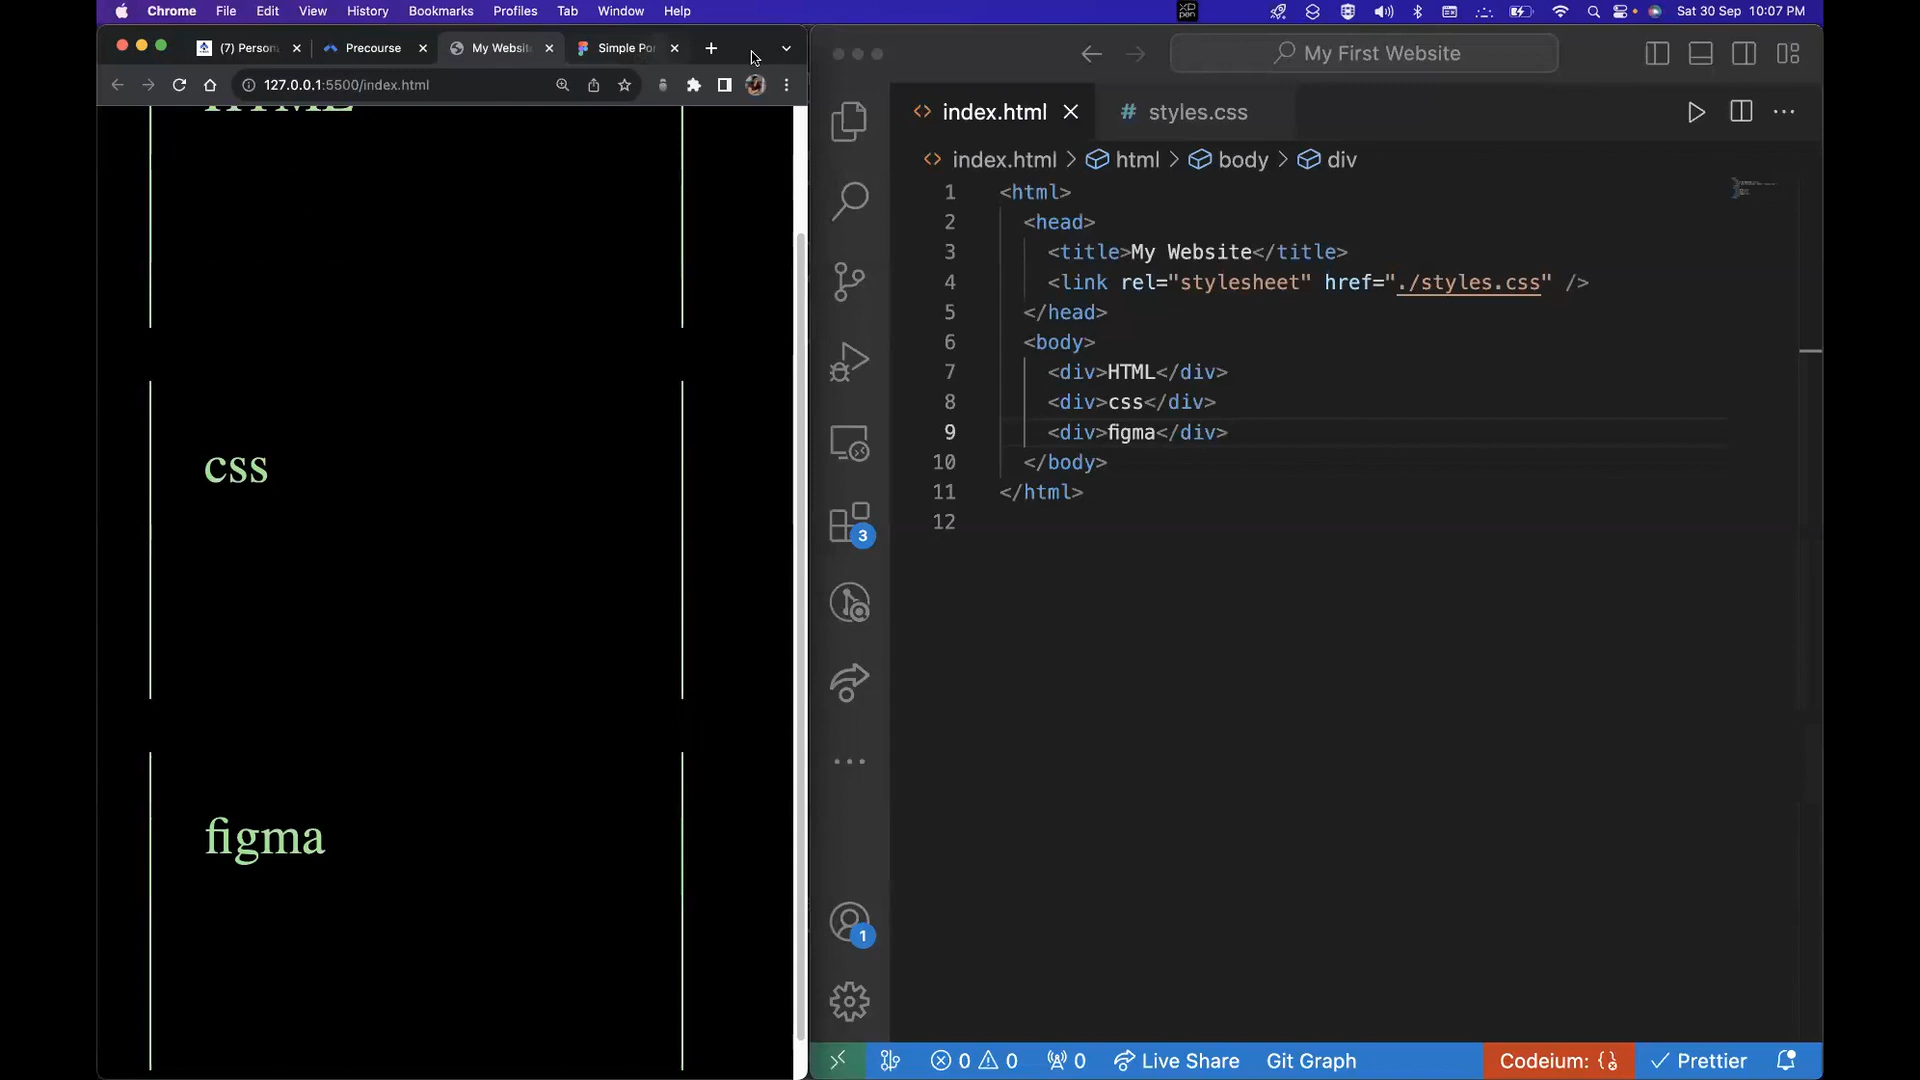 Chrome File Edit View History Bookmarks Profiles Tab Window Help
XP PEN
Sat 30 Sep 10:07 PM
(7) Persona
Precourse
My Websi
Simple Po
127.0.0.1:5500/index.html
HTML
css
figma
My First Website
index.html
# styles.css
index.html > html > body > div
1 <html>
2 <head>
3 <title>My Website</title>
4 <link rel="stylesheet" href="./styles.css" />
5 </head>
6 <body>
7 <div>HTML</div>
8 <div>css</div>
9 <div>figma</div>
10 </body>
11 </html>
12
3
1
0 0 0 Live Share Git Graph Codeium: {} Prettier